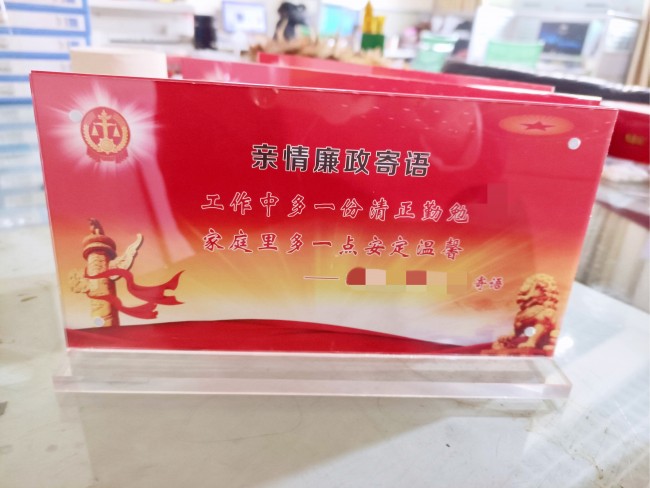 亲情廉政寄语
工作中多一份清正勤勉
家庭里多一点安定温馨
——寄语